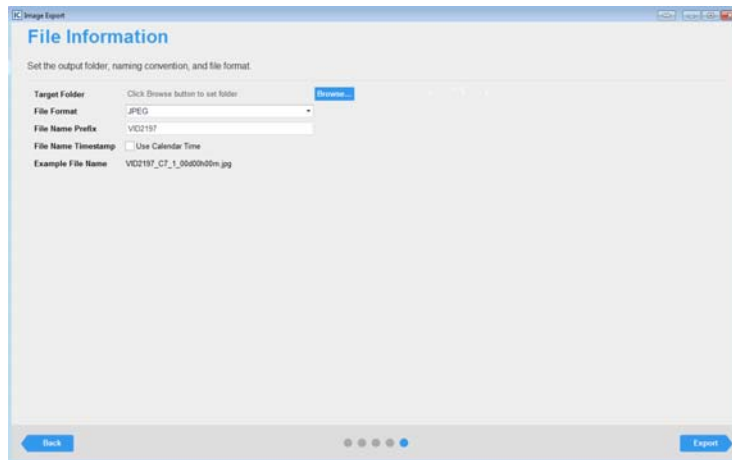 IC Image Export
File Information
Set the output folder, naming convention, and file format.
Target Folder Click Browse button to set folder Browse...
File Format JPEG
File Name Prefix VID2197
File Name Timestamp Use Calendar Time
Example File Name VID2197_C7_1_00d00h00m.jpg
Back Export